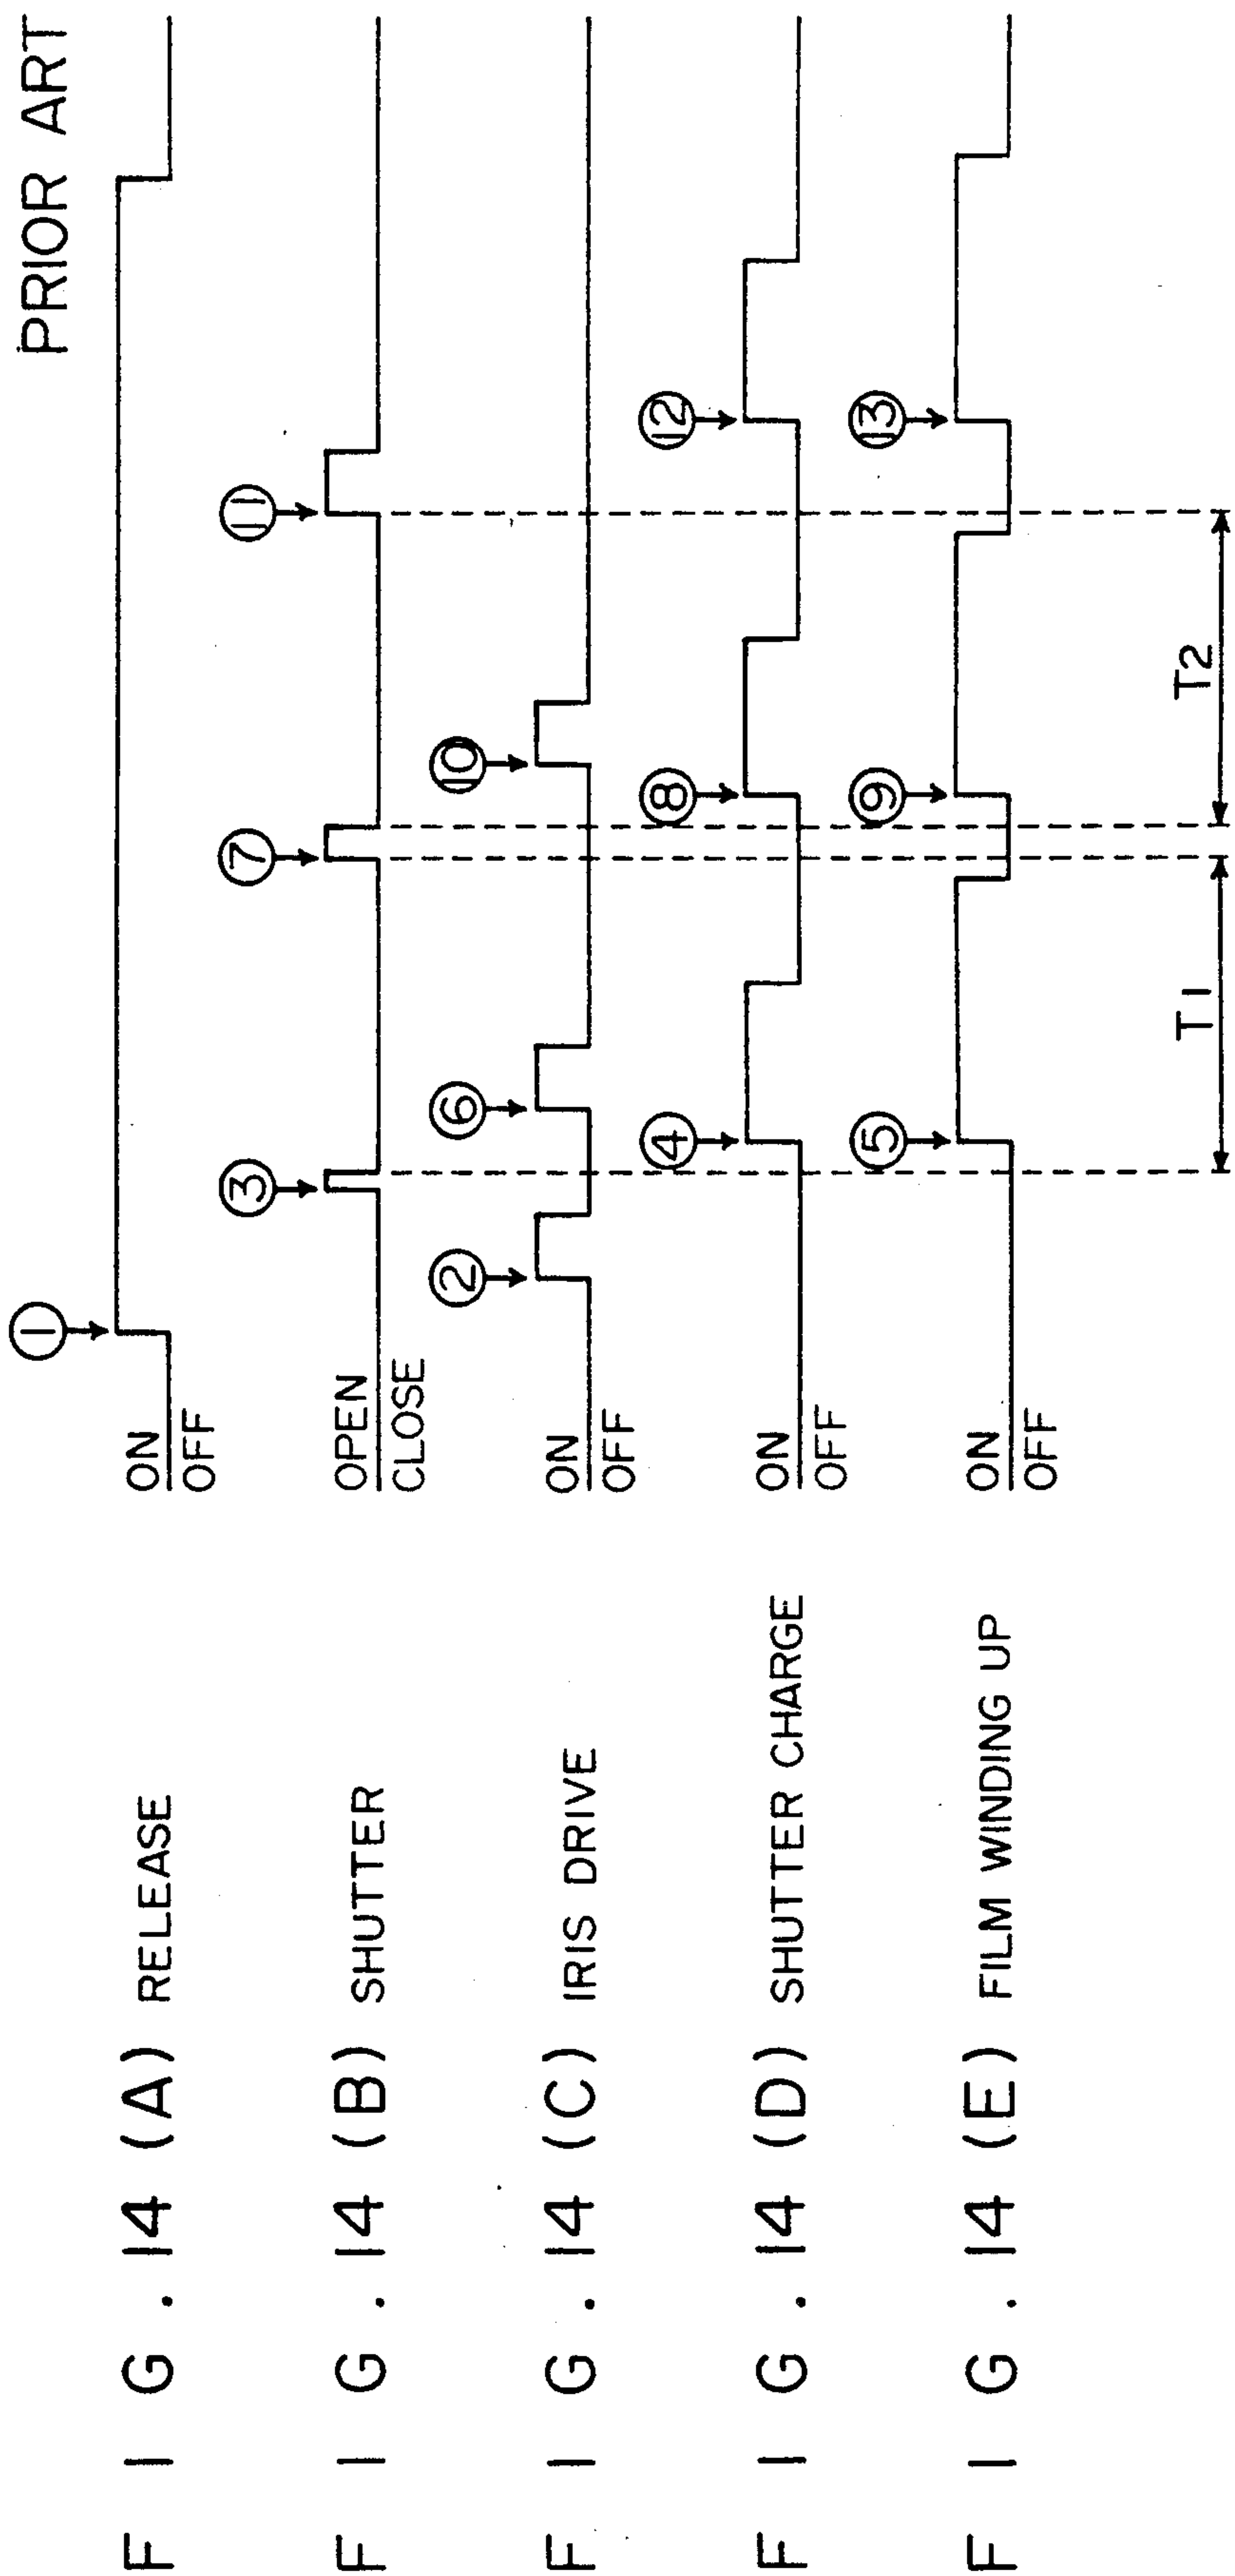 PRIOR ART
FIG. 14 (A) RELEASE
ON
OFF
1
FIG. 14 (B) SHUTTER
OPEN
CLOSE
3
7
11
FIG. 14 (C) IRIS DRIVE
ON
OFF
2
6
10
FIG. 14 (D) SHUTTER CHARGE
ON
OFF
4
8
12
FIG. 14 (E) FILM WINDING UP
ON
OFF
5
9
13
T1
T2